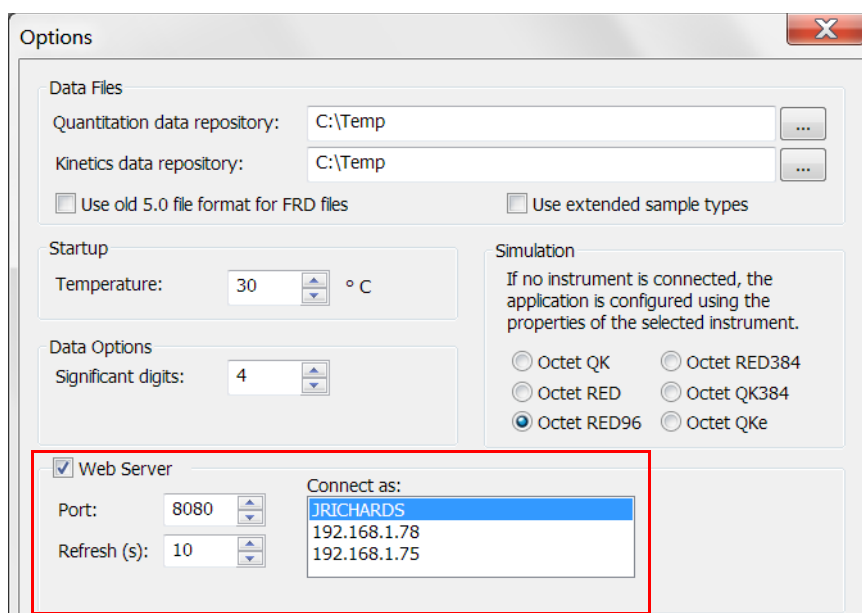 Options
X
Data Files
Quantitation data repository: C:\Temp ...
Kinetics data repository: C:\Temp ...
Use old 5.0 file format for FRD files Use extended sample types
Startup
Temperature: 30 ° C
Simulation
If no instrument is connected, the
application is configured using the
properties of the selected instrument.
Octet QK Octet RED384
Octet RED Octet QK384
Octet RED96 Octet QKe
Data Options
Significant digits: 4
Web Server
Port: 8080
Refresh (s): 10
Connect as:
JRICHARDS
192.168.1.78
192.168.1.75